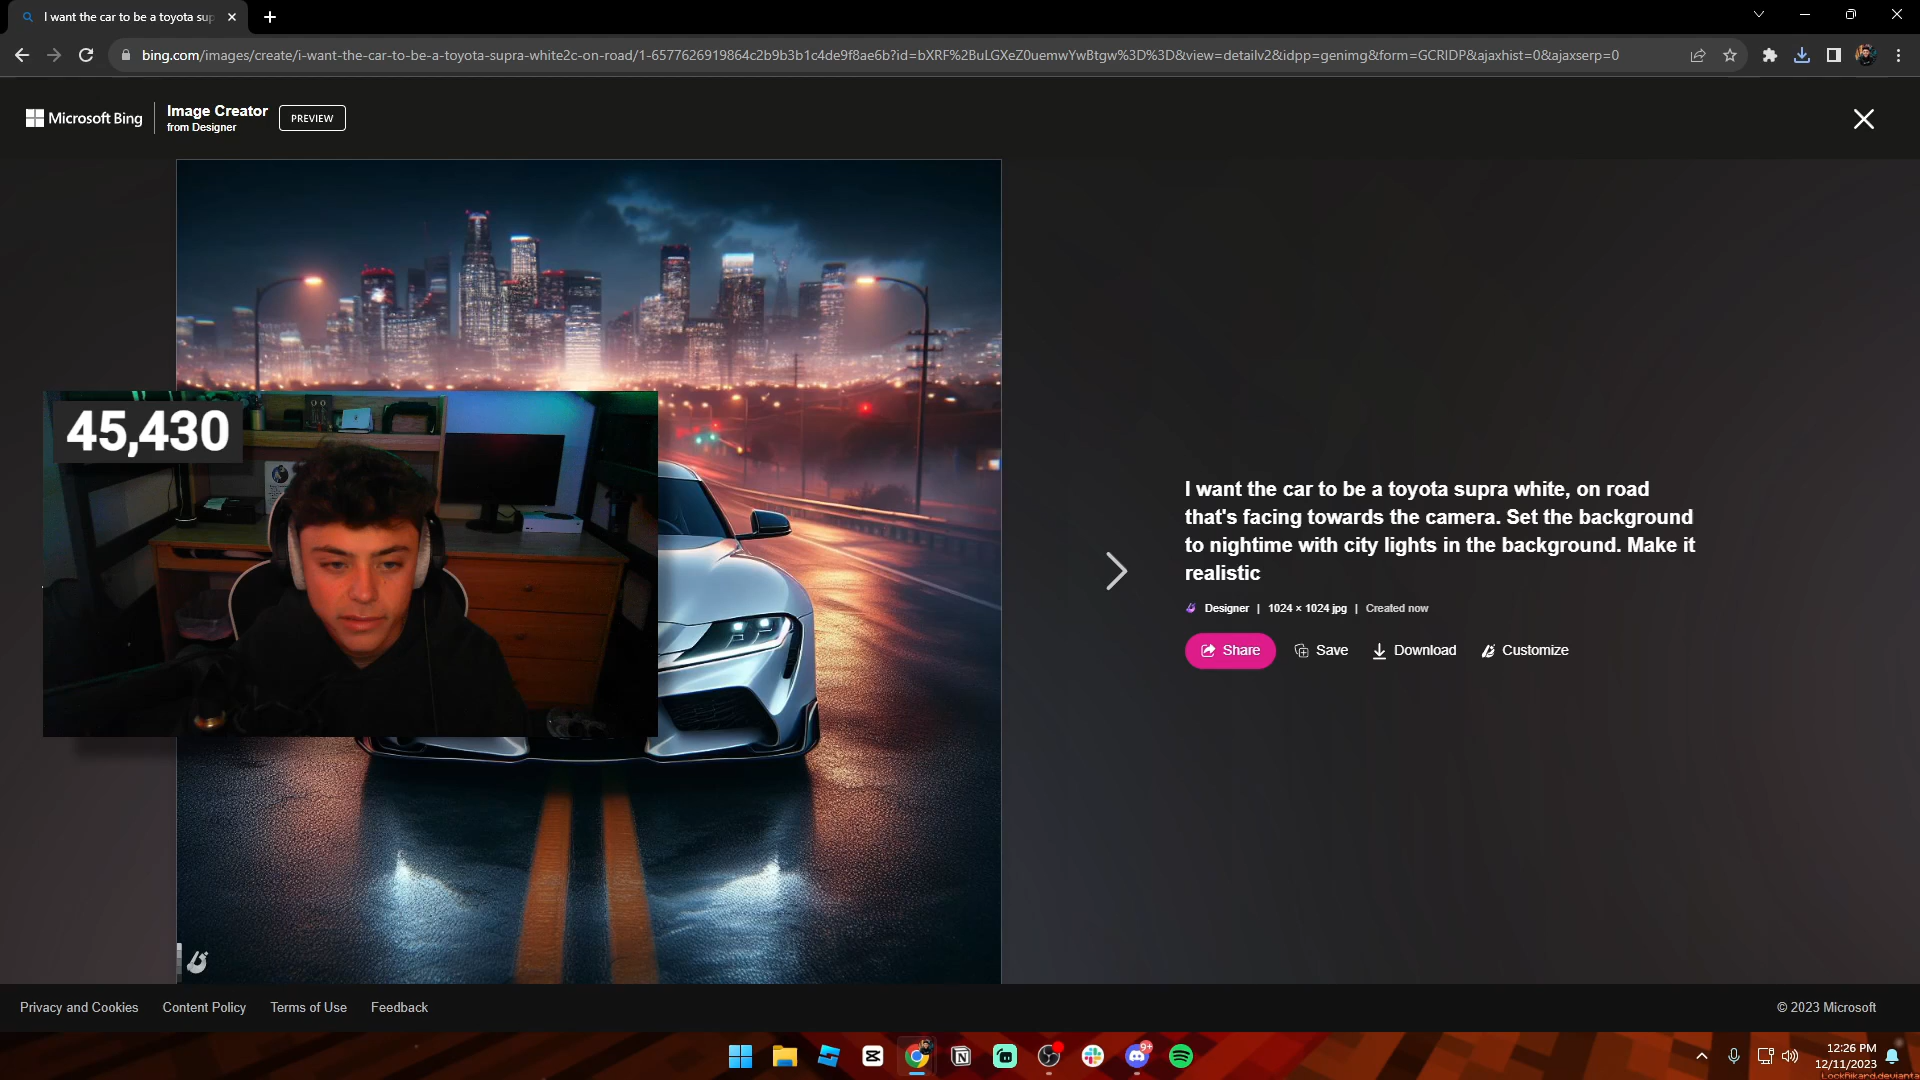 I want the car to be a toyota sup
bing.com/images/create/i-want-the-car-to-be-a-toyota-supra-white2c-on-road/1-6577626919864c2b9b3b1c4de9f8ae6b?id=bXRF%2BuLGXeZ0uemwYwBtgw%3D%3D&view=detailv2&idpp=genimg&form=GCRIDP&ajaxhist=0&ajaxserp=0
Microsoft Bing
Image Creator
from Designer
PREVIEW
45,430
I want the car to be a toyota supra white, on road
that's facing towards the camera. Set the background
to nightime with city lights in the background. Make it
realistic
Designer | 1024 × 1024 jpg | Created now
Share Save Download Customize
Privacy and Cookies Content Policy Terms of Use Feedback
© 2023 Microsoft
9+
12:26 PM
12/11/2023